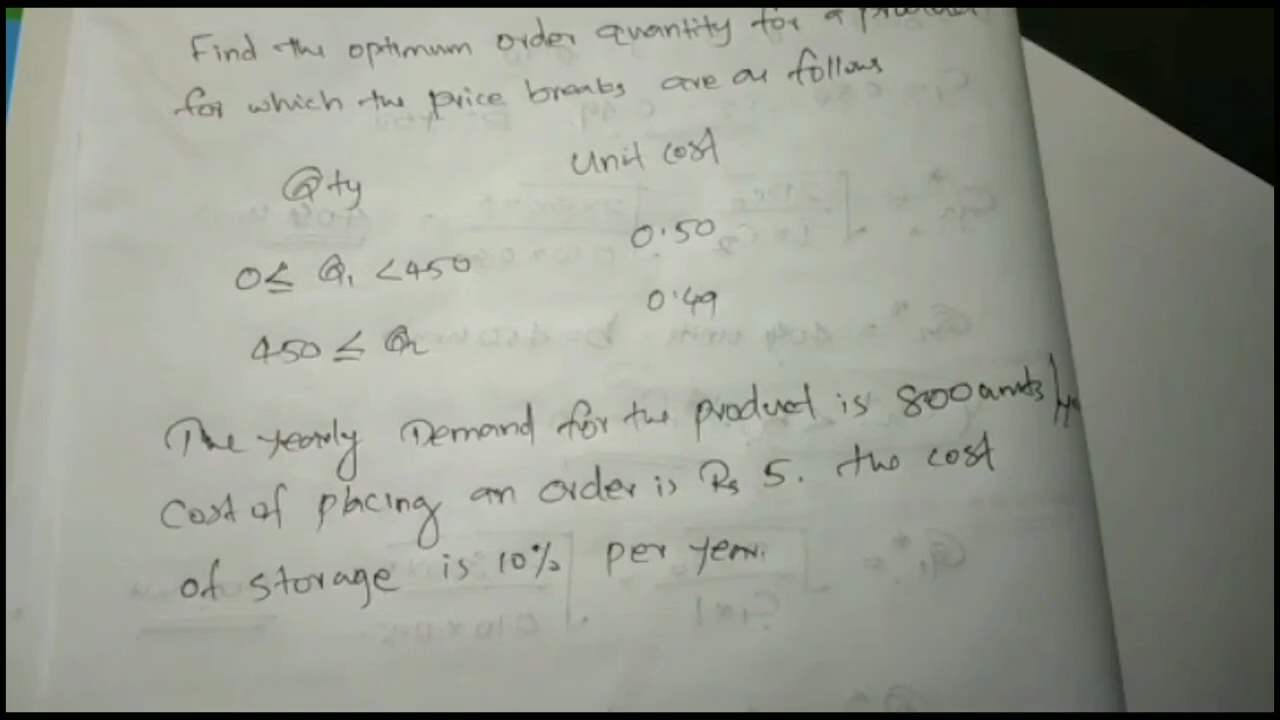 Find the optimum order quantity for a product
for which the price breaks are as follows
Qty Unit cost
0≤ Q₁ <450 0.50
450 ≤ Q₂ 0.49
The yearly Demand for the product is 800 units /
Cost of placing an order is Rs 5. the cost
of storage is 10% per year.